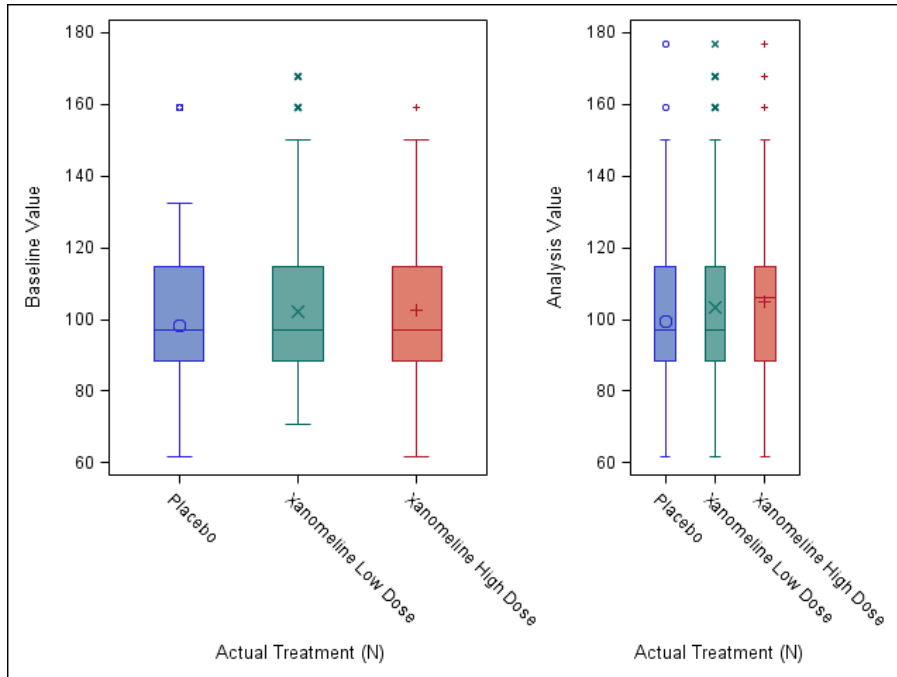 180
160
140
120
100
80
60
Baseline Value
Placebo
Xanomeline Low Dose
Xanomeline High Dose
Actual Treatment (N)
180
160
140
120
100
80
60
Analysis Value
Placebo
Xanomeline Low Dose
Xanomeline High Dose
Actual Treatment (N)